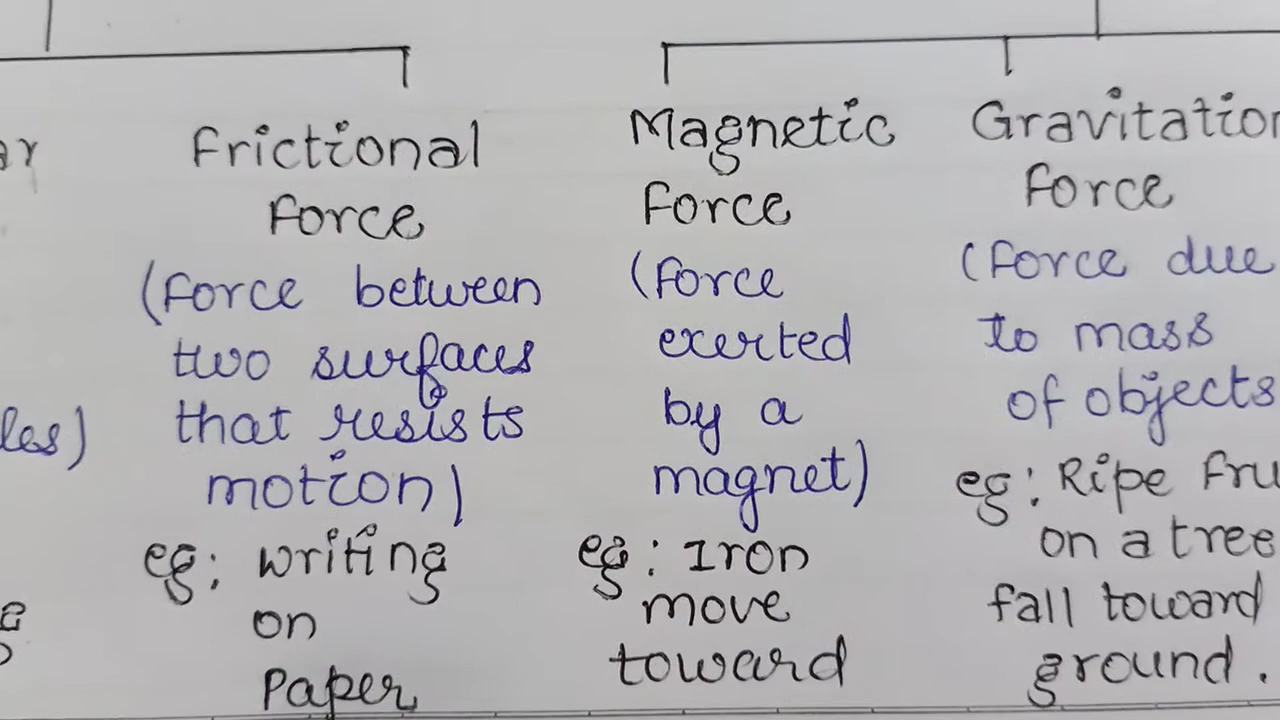 Frictional
Force
(Force between
two surfaces
that resists
motion)
eg: writing
on
Paper
Magnetic
Force
(Force
exerted
by a
magnet)
eg: Iron
move
toward
Gravitation
Force
(Force due
to mass
of objects
eg: Ripe Fru
on a tree
fall toward
ground.